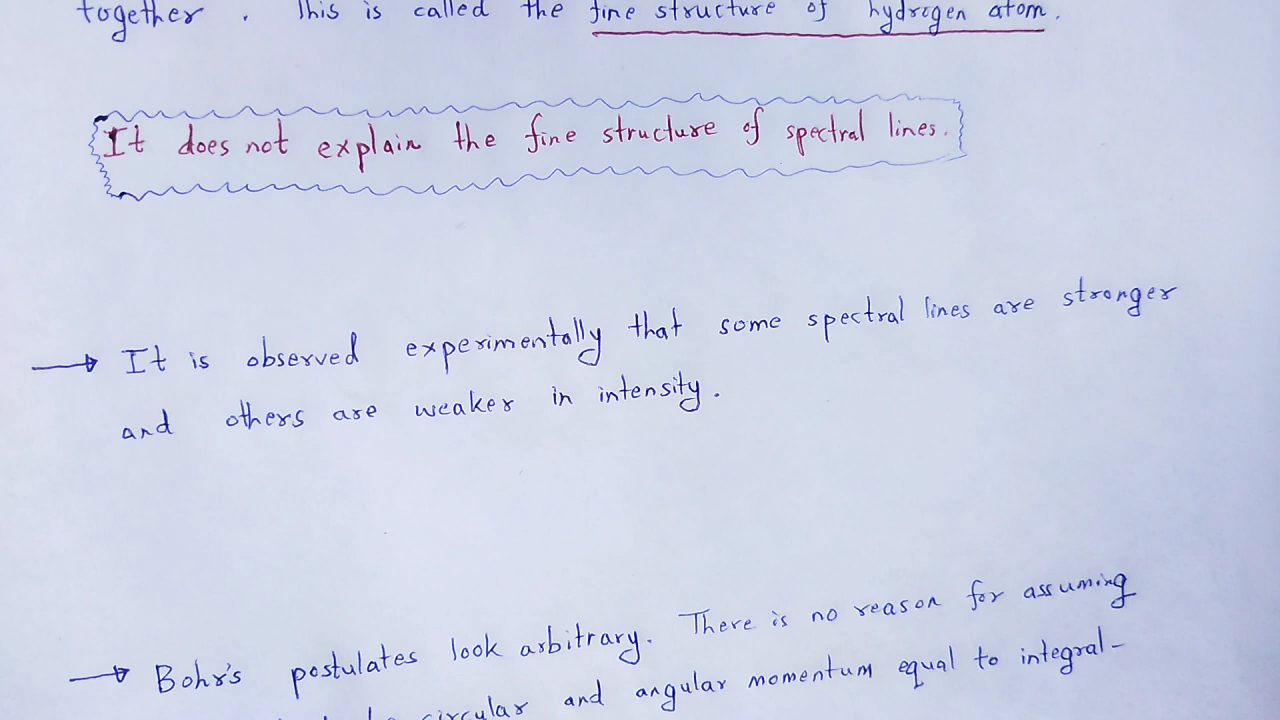 together. This is called the fine structure of hydrogen atom.
It does not explain the fine structure of spectral lines.
→ It is observed experimentally that some spectral lines are stronger
and others are weaker in intensity.
→ Bohr's postulates look arbitrary. There is no reason for assuming
circular and angular momentum equal to integral-